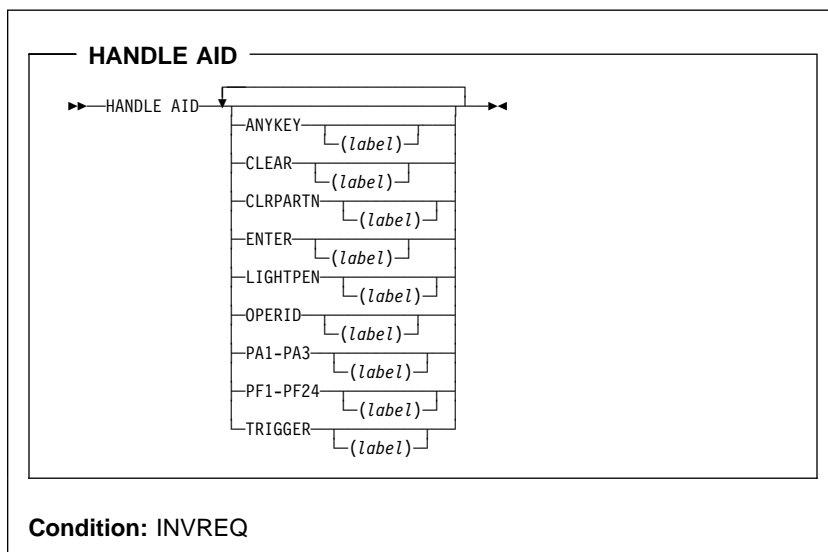 HANDLE AID
HANDLE AID
ANYKEY
(label)
CLEAR
(label)
CLRPARTN
(label)
ENTER
(label)
LIGHTPEN
(label)
OPERID
(label)
PA1-PA3
(label)
PF1-PF24
(label)
TRIGGER
(label)
Condition: INVREQ